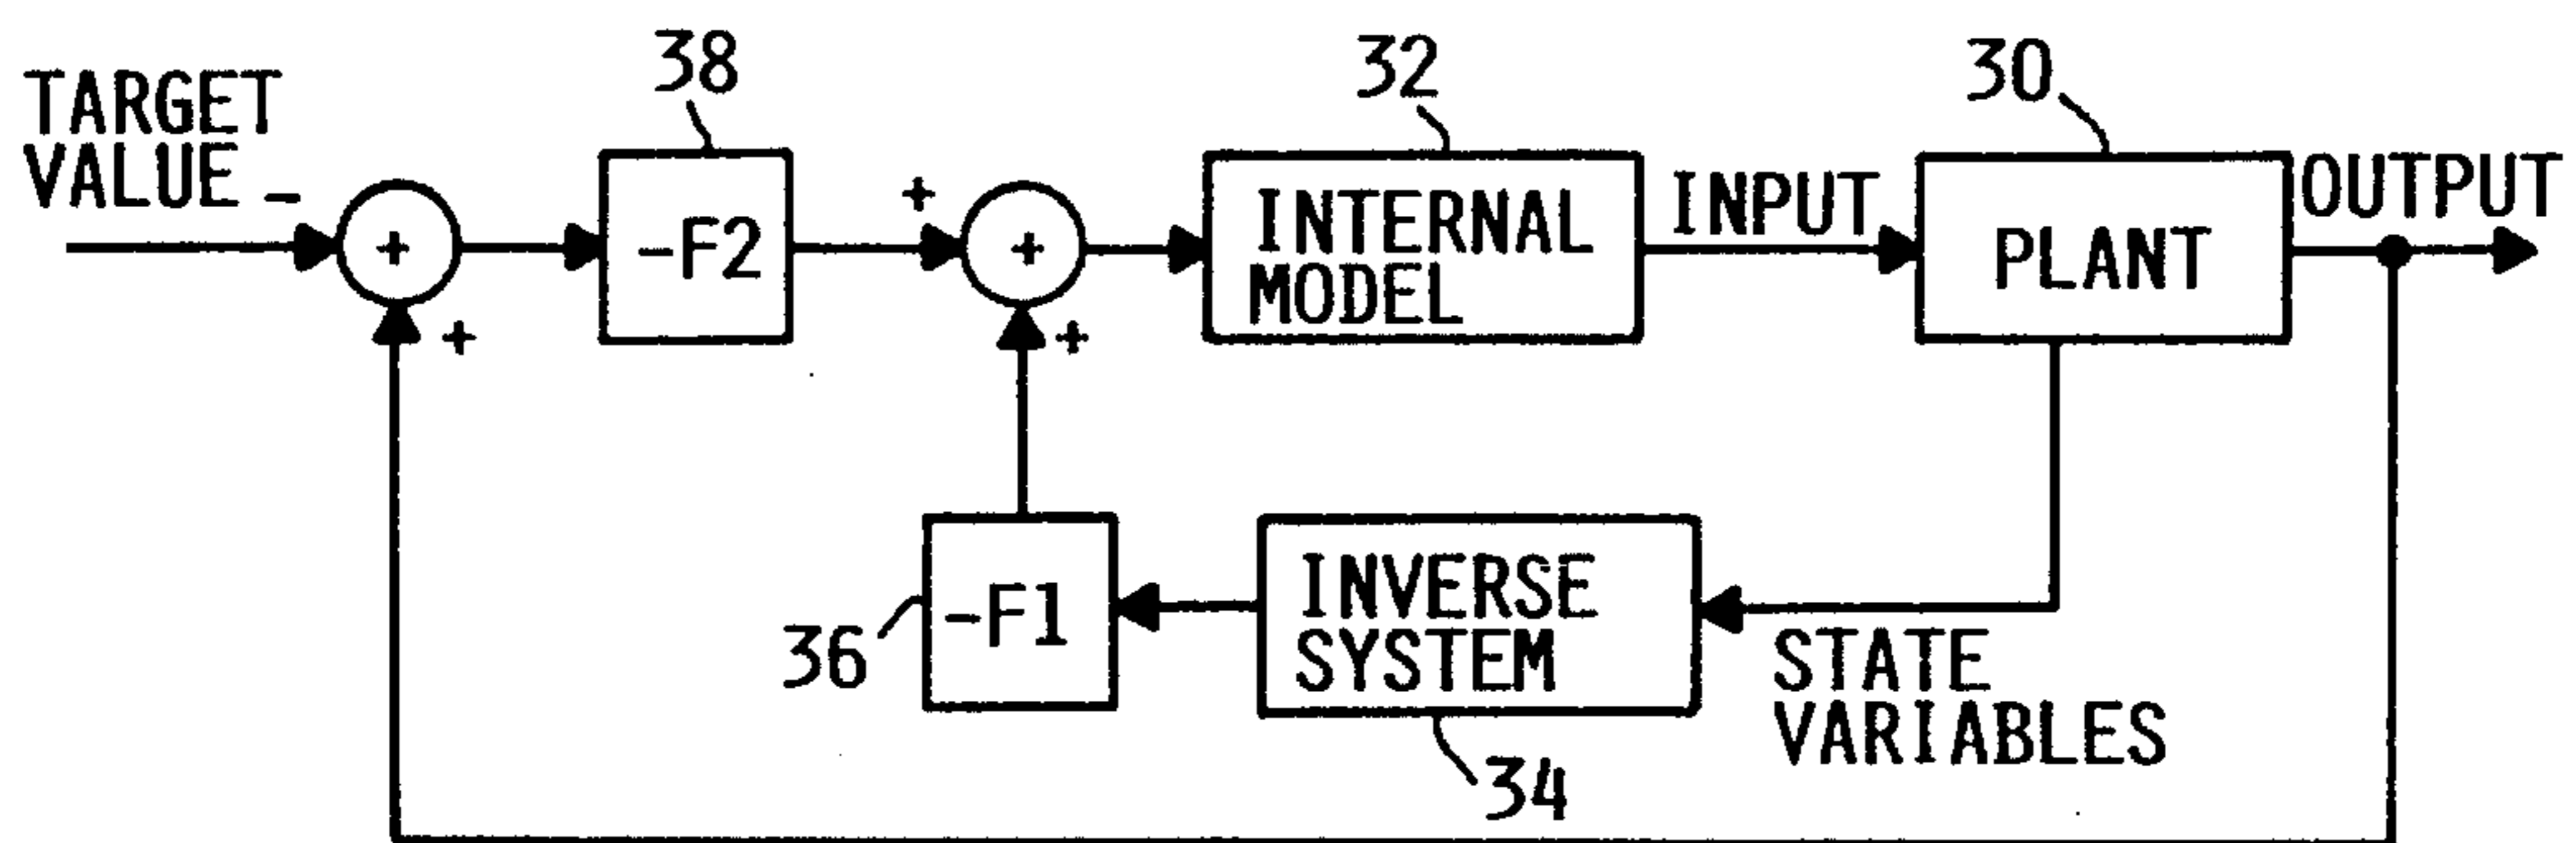 38
32
30
TARGET
VALUE
-
+
-F2
+
+
INTERNAL
MODEL
INPUT
PLANT
OUTPUT
+
+
36
-F1
INVERSE
SYSTEM
STATE
VARIABLES
34